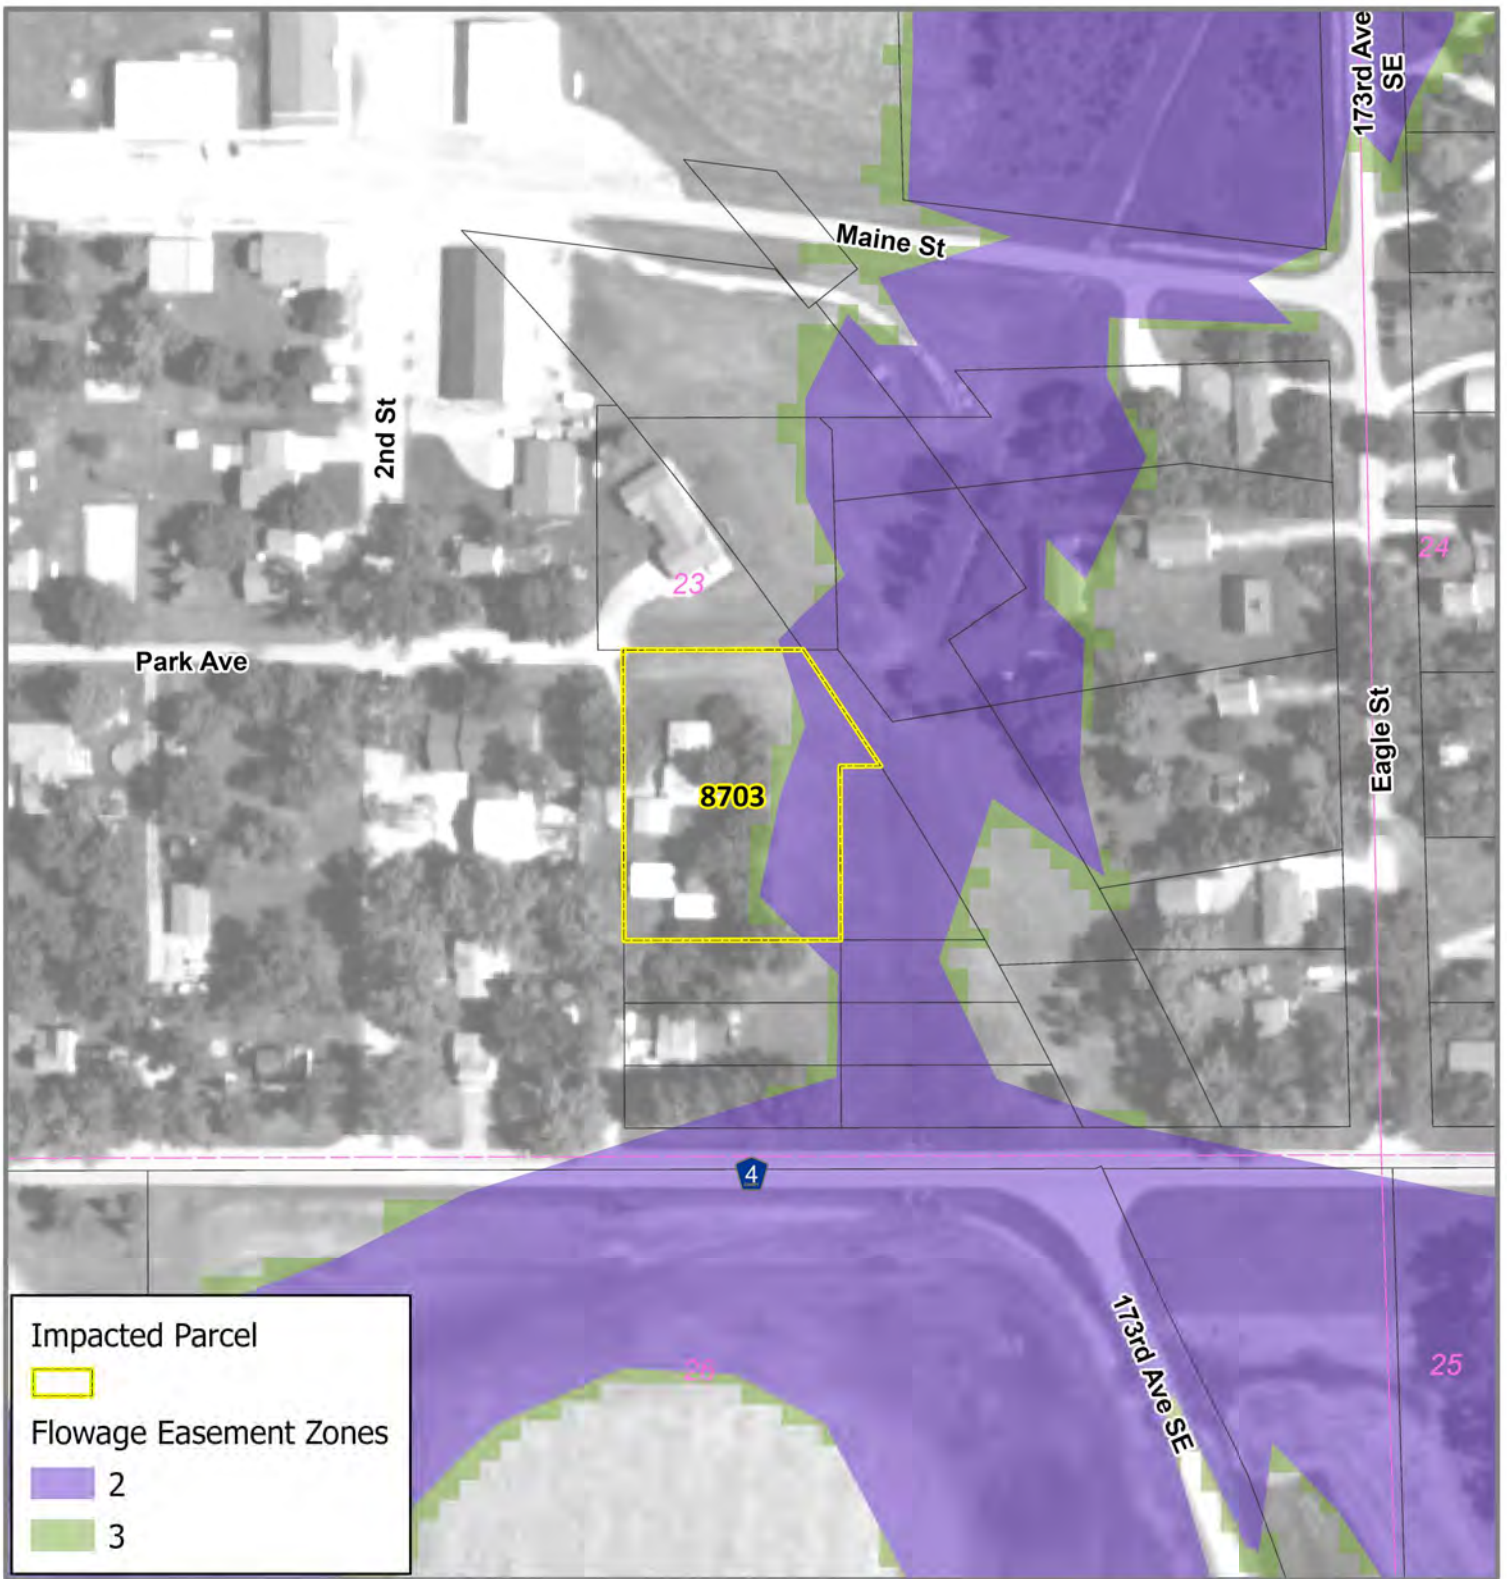 173rd Ave
SE
Maine St
2nd St
24
23
Park Ave
Eagle St
8703
4
173rd Ave SE
26
25
Impacted Parcel
Flowage Easement Zones
2
3